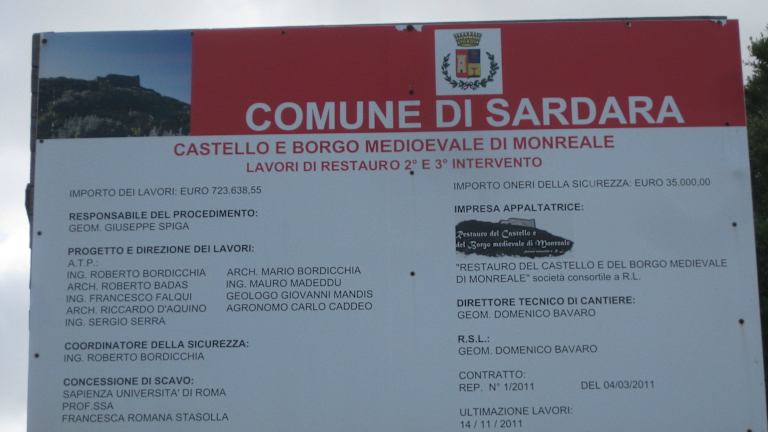 COMUNE DI SARDARA
CASTELLO E BORGO MEDIOEVALE DI MONREALE
LAVORI DI RESTAURO 2° E 3° INTERVENTO
IMPORTO DEI LAVORI: EURO 723.638,55
RESPONSABILE DEL PROCEDIMENTO:
GEOM. GIUSEPPE SPIGA
PROGETTO E DIREZIONE DEI LAVORI:
A.T.P.:
ING. ROBERTO BORDICCHIA
ARCH. ROBERTO BADAS
ING. FRANCESCO FALQUI
ARCH. RICCARDO D'AQUINO
ING. SERGIO SERRA
ARCH. MARIO BORDICCHIA
ING. MAURO MADEDDU
GEOLOGO GIOVANNI MANDIS
AGRONOMO CARLO CADDEO
COORDINATORE DELLA SICUREZZA:
ING. ROBERTO BORDICCHIA
CONCESSIONE DI SCAVO:
SAPIENZA UNIVERSITA' DI ROMA
PROF.SSA
FRANCESCA ROMANA STASOLLA
IMPORTO ONERI DELLA SICUREZZA: EURO 35.000,00
IMPRESA APPALTATRICE:
Restauro del Castello e
del Borgo medievale di Monreale
"RESTAURO DEL CASTELLO E DEL BORGO MEDIEVALE
DI MONREALE" società consortile a R.L.
DIRETTORE TECNICO DI CANTIERE:
GEOM. DOMENICO BAVARO
R.S.L.:
GEOM. DOMENICO BAVARO
CONTRATTO:
REP. N° 1/2011 DEL 04/03/2011
ULTIMAZIONE LAVORI:
14 / 11 / 2011